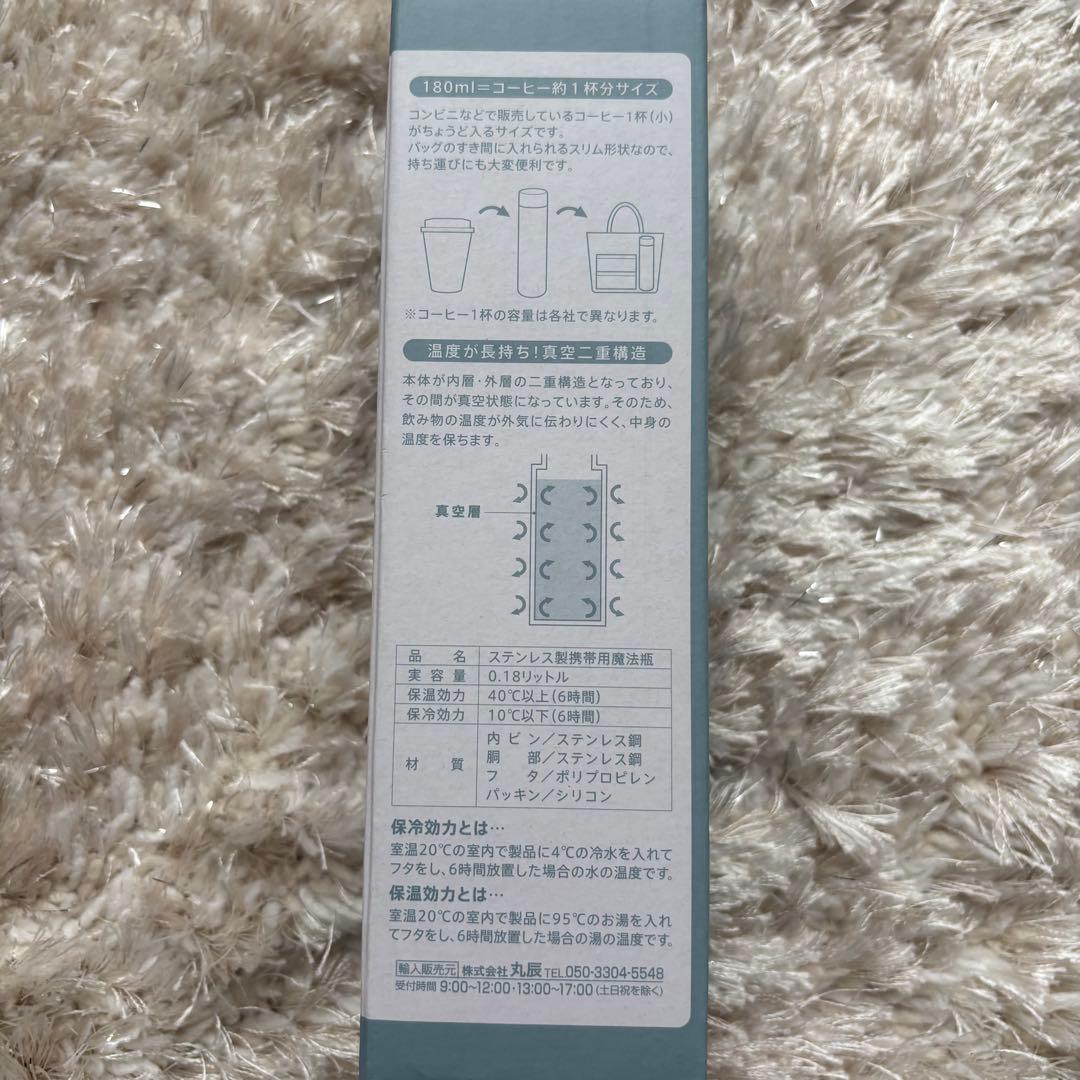 180ml＝コーヒー約1杯分サイズ
コンビニなどで販売しているコーヒー1杯(小)
がちょうど入るサイズです。
バッグのすき間に入れられるスリム形状なので、
持ち運びにも大変便利です。
※コーヒー1杯の容量は各社で異なります。
温度が長持ち!真空二重構造
本体が内層・外層の二重構造となっており、
その間が真空状態になっています。そのため、
飲み物の温度が外気に伝わりにくく、中身の
温度を保ちます。
真空層
品名 ステンレス製携帯用魔法瓶
実容量 0.18リットル
保温効力 40℃以上(6時間)
保冷効力 10℃以下(6時間)
材質 内ビン／ステンレス鋼
胴部／ステンレス鋼
フタ／ポリプロピレン
パッキン／シリコン
保冷効力とは…
室温20℃の室内で製品に4℃の冷水を入れて
フタをし、6時間放置した場合の水の温度です。
保温効力とは…
室温20℃の室内で製品に95℃のお湯を入れ
てフタをし、6時間放置した場合の湯の温度です。
輸入販売元 株式会社 丸辰 TEL 050-3304-5548
受付時間 9:00~12:00・13:00~17:00 (土日祝を除く)